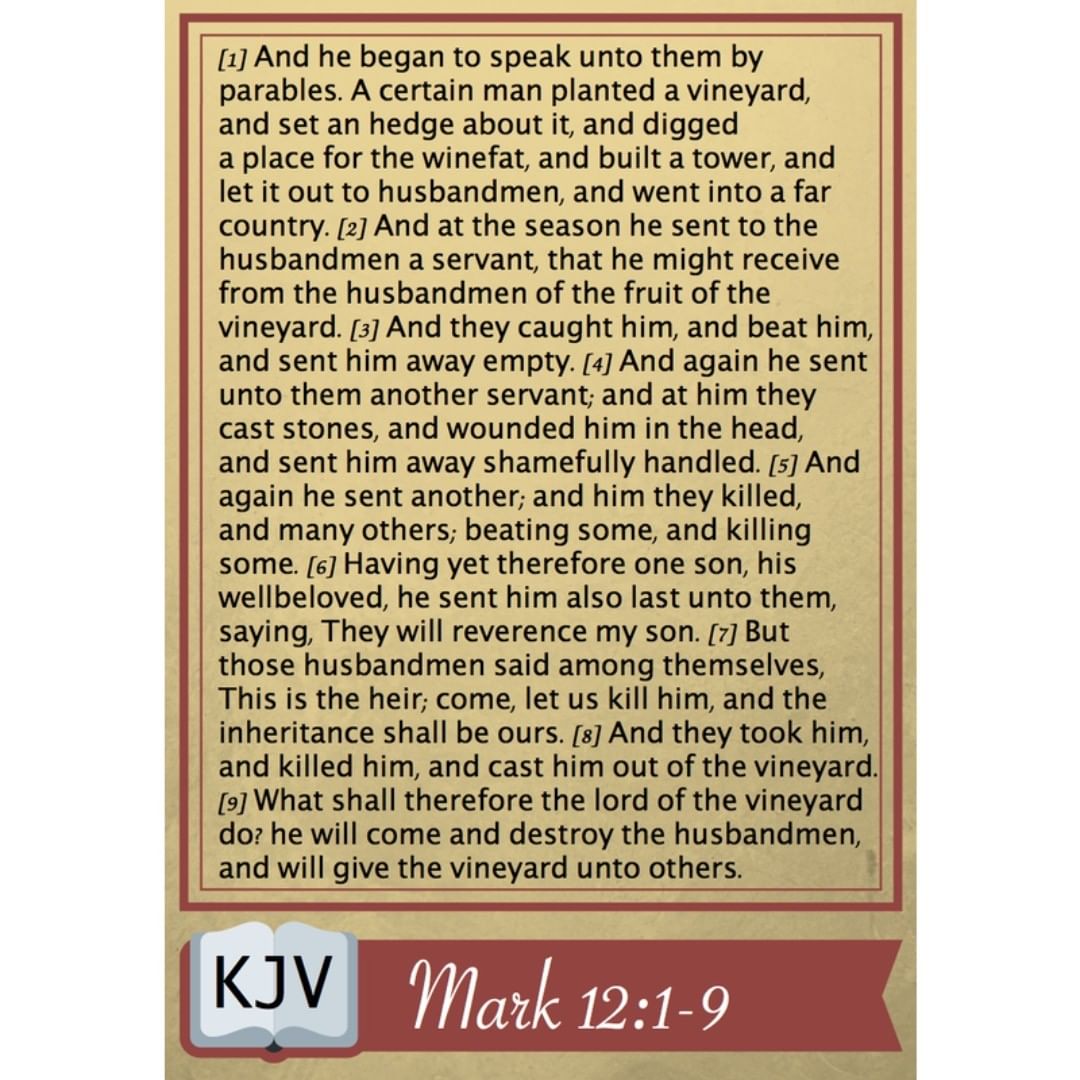 [1] And he began to speak unto them by
parables. A certain man planted a vineyard,
and set an hedge about it, and digged
a place for the winefat, and built a tower, and
let it out to husbandmen, and went into a far
country. [2] And at the season he sent to the
husbandmen a servant, that he might receive
from the husbandmen of the fruit of the
vineyard. [3] And they caught him, and beat him,
and sent him away empty. [4] And again he sent
unto them another servant; and at him they
cast stones, and wounded him in the head,
and sent him away shamefully handled. [5] And
again he sent another; and him they killed,
and many others; beating some, and killing
some. [6] Having yet therefore one son, his
wellbeloved, he sent him also last unto them,
saying, They will reverence my son. [7] But
those husbandmen said among themselves,
This is the heir; come, let us kill him, and the
inheritance shall be ours. [8] And they took him,
and killed him, and cast him out of the vineyard.
[9] What shall therefore the lord of the vineyard
do? he will come and destroy the husbandmen,
and will give the vineyard unto others.
KJV
Mark 12:1-9